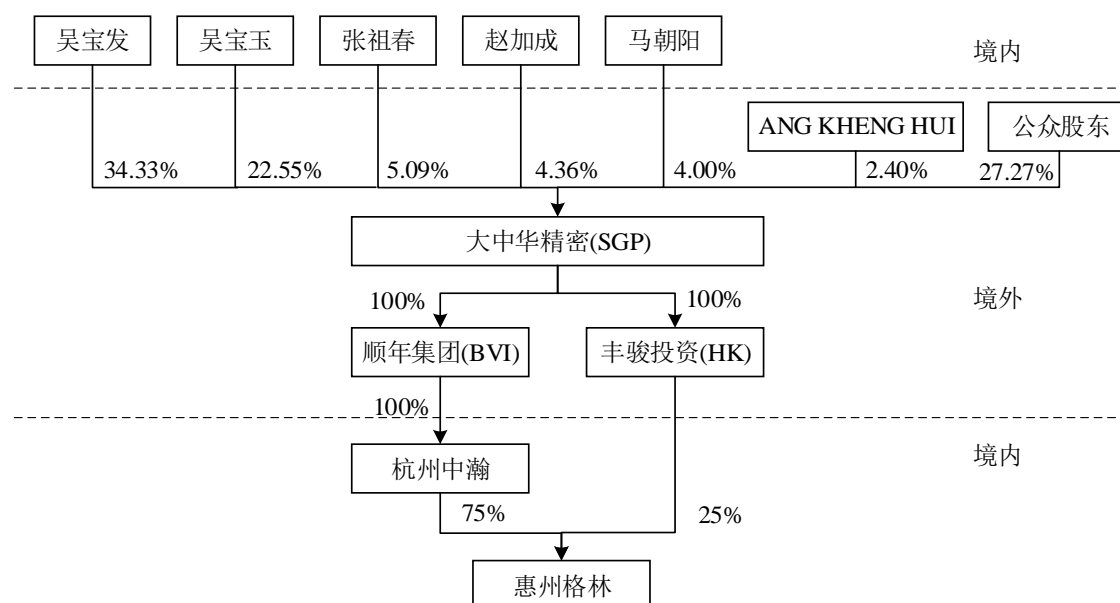 吴宝发
吴宝玉
张祖春
赵加成
马朝阳
境内
ANG KHENG HUI
公众股东
34.33%
22.55%
5.09%
4.36%
4.00%
2.40%
27.27%
大中华精密(SGP)
100%
100%
境外
顺年集团(BVI)
丰骏投资(HK)
100%
杭州中瀚
境内
75%
25%
惠州格林